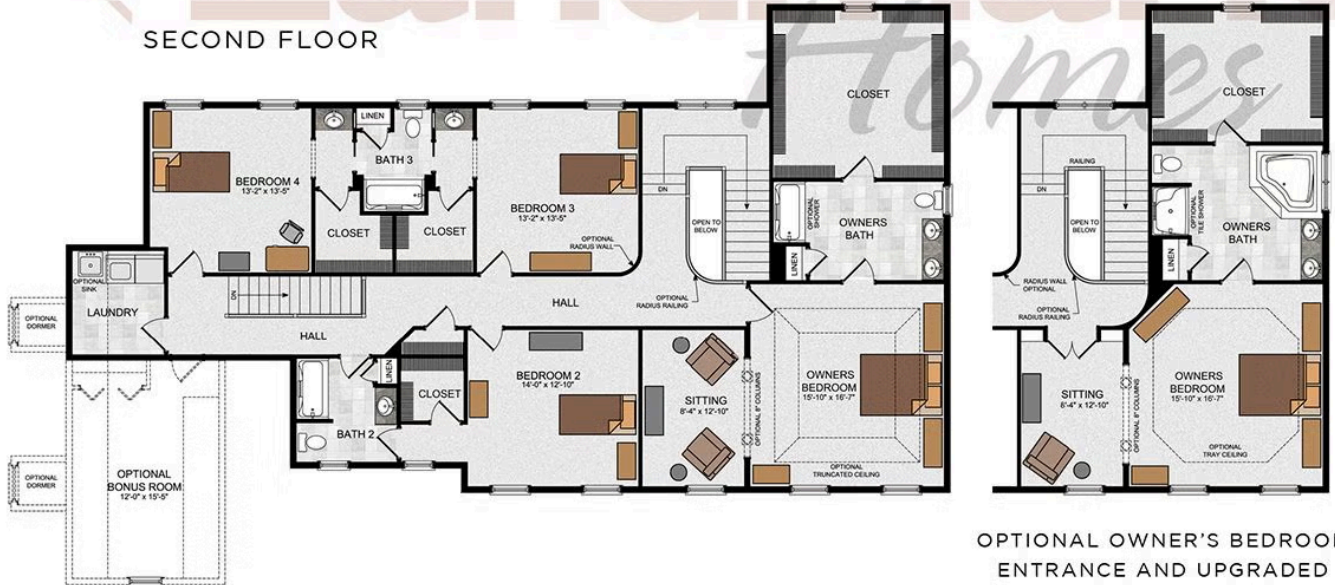 SECOND FLOOR
Homes
CLOSET
LINEN
BATH 3
BEDROOM 4
13'-2" x 13'-5"
BEDROOM 3
13'-2" x 13'-5"
CLOSET
CLOSET
OPTIONAL
RADIUS WALL
DN
OPEN TO
BELOW
OPTIONAL
SHOWER
OWNERS
BATH
LINEN
OPTIONAL
RADIUS RAILING
OPTIONAL
SINK
LAUNDRY
OPTIONAL
DORMER
DN
HALL
HALL
BEDROOM 2
14'-0" x 12'-10"
LINEN
CLOSET
BATH 2
SITTING
8'-4" x 12'-10"
OPTIONAL 8" COLUMNS
OWNERS
BEDROOM
15'-10" x 16'-7"
OPTIONAL
TRUNCATED CEILING
OPTIONAL
DORMER
OPTIONAL
BONUS ROOM
12'-0" x 15'-5"
CLOSET
RAILING
DN
OPEN TO
BELOW
OPTIONAL
TILE SHOWER
OWNERS
BATH
LINEN
RADIUS WALL
OPTIONAL
OPTIONAL
RADIUS RAILING
SITTING
8'-4" x 12'-10"
OPTIONAL 8" COLUMNS
OWNERS
BEDROOM
15'-10" x 16'-7"
OPTIONAL
TRAY CEILING
OPTIONAL OWNER'S BEDROOM
ENTRANCE AND UPGRADED